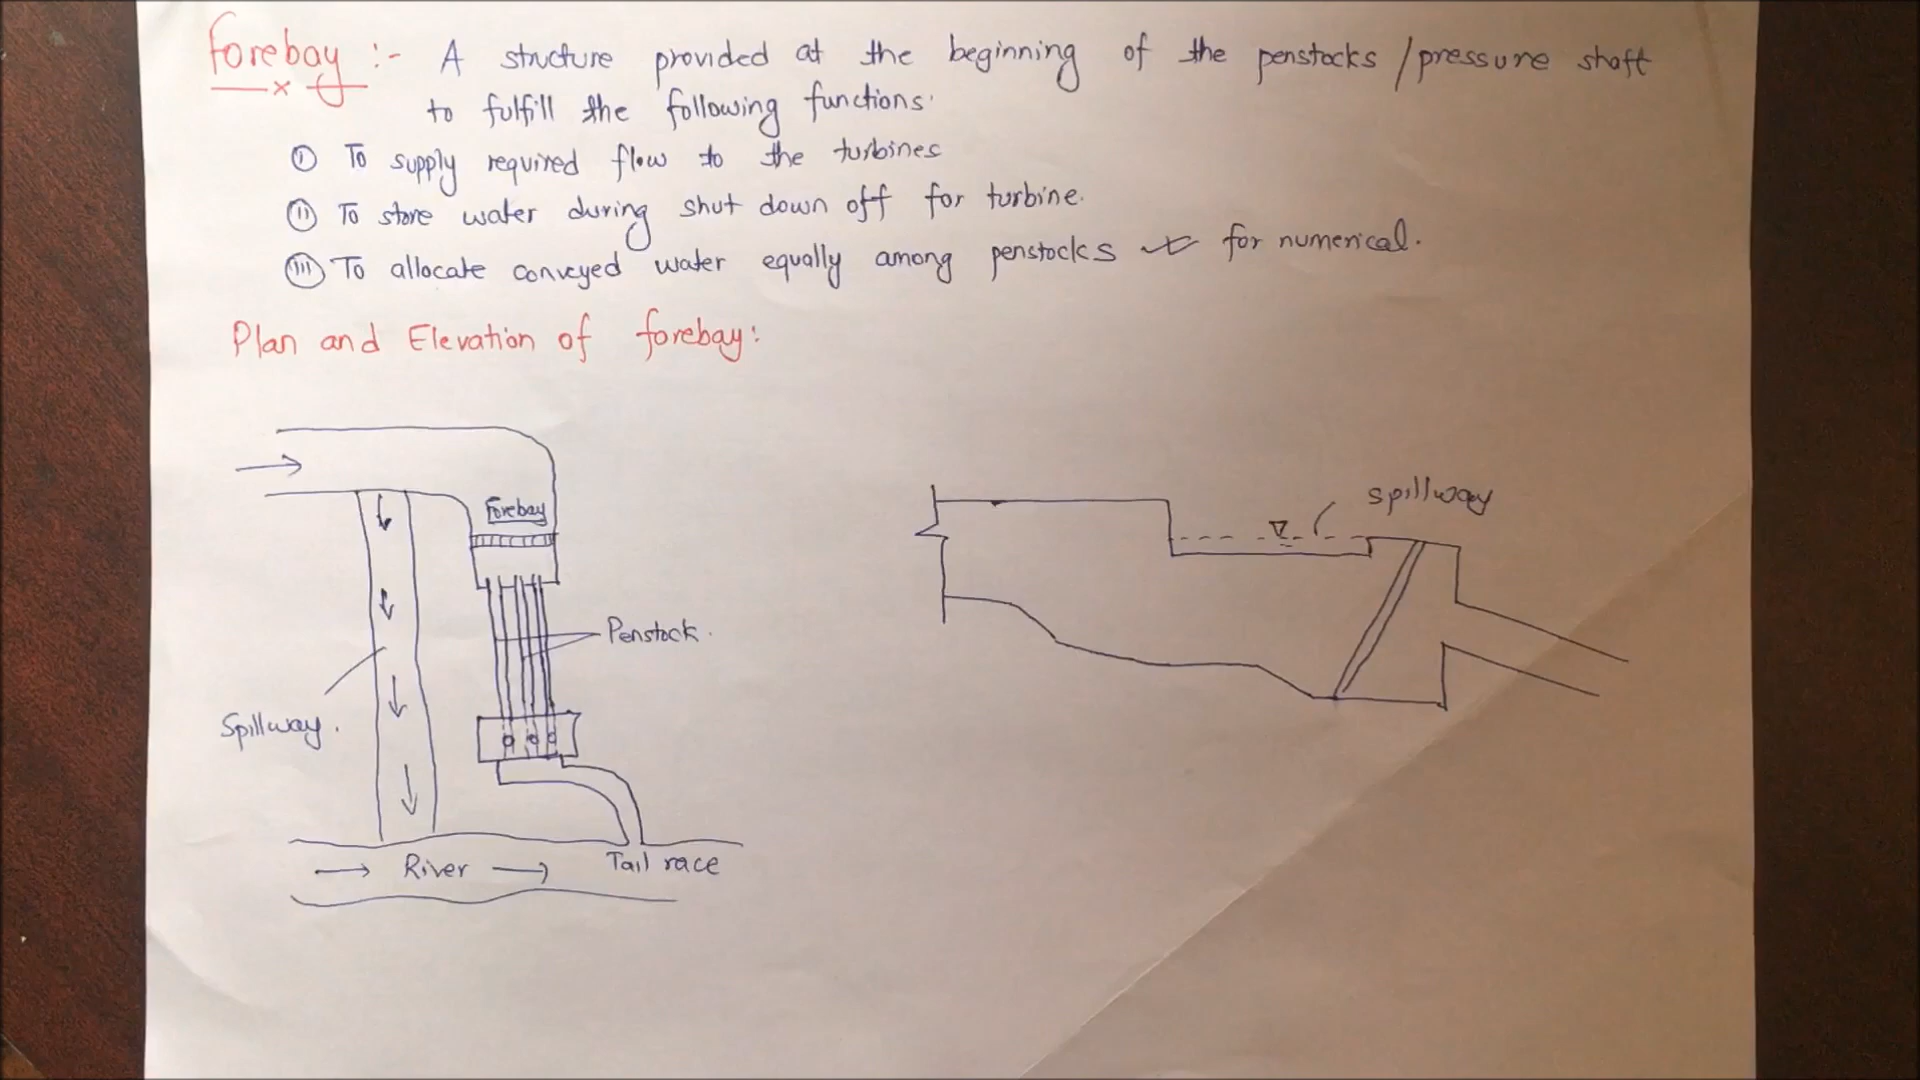 Forebay :- A structure provided at the beginning of the penstocks / pressure shaft
to fulfill the following functions.
(i) To supply required flow to the turbines
(ii) To store water during shut down off for turbine.
(iii) To allocate conveyed water equally among penstocks for numerical.
Plan and Elevation of forebay:
spillway
Forebay
Penstock.
Spillway.
River
Tail race